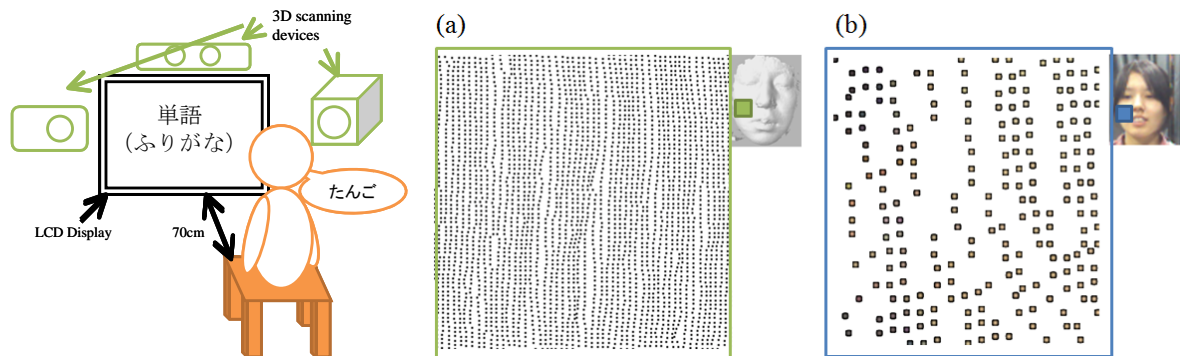 3D scanning
devices
単語
(ふりがな)
たんご
LCD Display
70cm
(a)
(b)